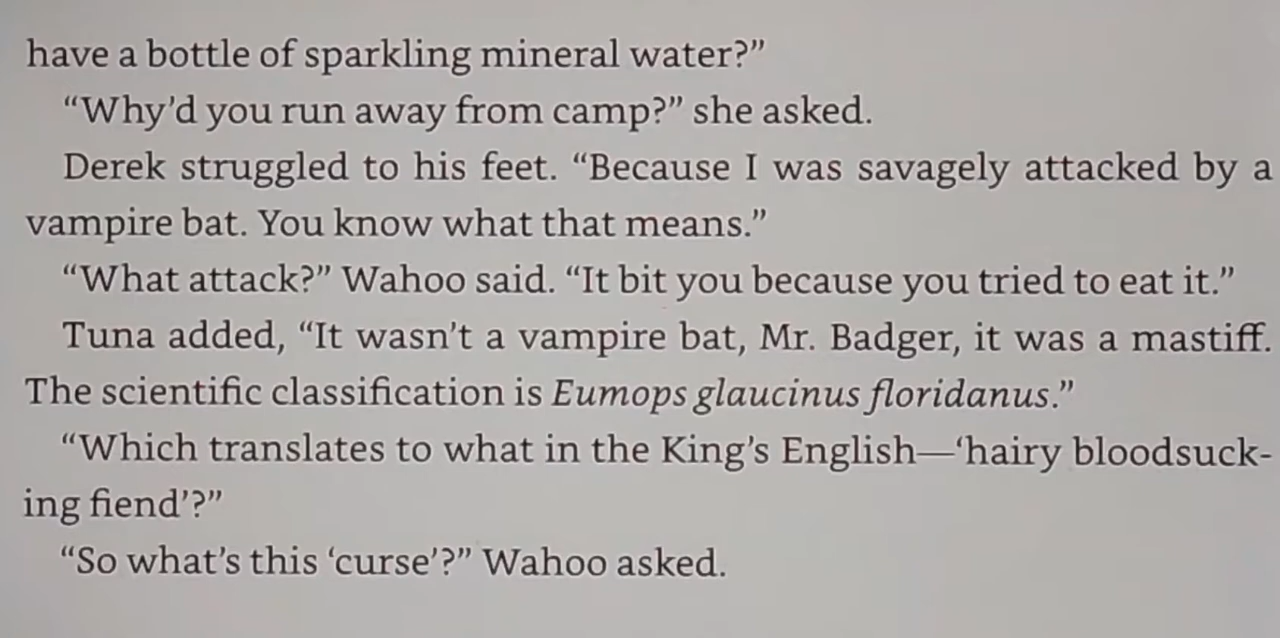 have a bottle of sparkling mineral water?”
“Why’d you run away from camp?” she asked.
Derek struggled to his feet. “Because I was savagely attacked by a
vampire bat. You know what that means.”
“What attack?” Wahoo said. “It bit you because you tried to eat it.”
Tuna added, “It wasn’t a vampire bat, Mr. Badger, it was a mastiff.
The scientific classification is Eumops glaucinus floridanus.”
“Which translates to what in the King’s English—‘hairy bloodsuck-
ing fiend’?”
“So what’s this ‘curse’?” Wahoo asked.